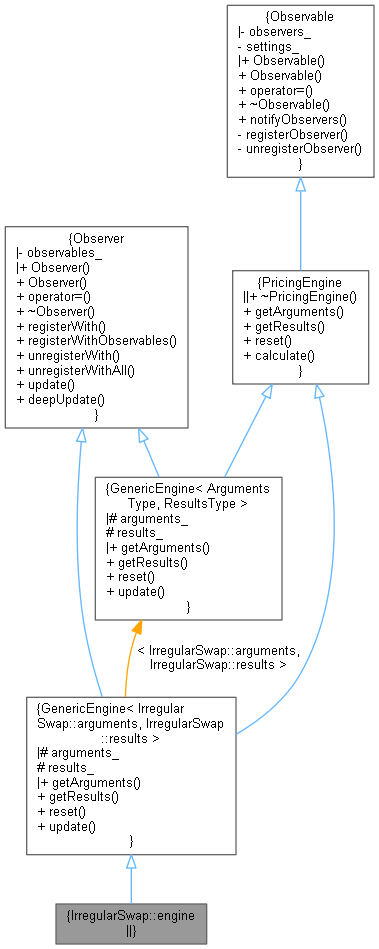 {Observable
|- observers_
- settings_
|+ Observable()
+ Observable()
+ operator=()
+ ~Observable()
+ notifyObservers()
- registerObserver()
- unregisterObserver()
}
{Observer
|- observables_
|+ Observer()
+ Observer()
+ operator=()
+ ~Observer()
+ registerWith()
+ registerWithObservables()
+ unregisterWith()
+ unregisterWithAll()
+ update()
+ deepUpdate()
}
{PricingEngine
||+ ~PricingEngine()
+ getArguments()
+ getResults()
+ reset()
+ calculate()
}
{GenericEngine< Arguments
Type, ResultsType >
|# arguments_
# results_
|+ getArguments()
+ getResults()
+ reset()
+ update()
}
< IrregularSwap::arguments,
IrregularSwap::results >
{GenericEngine< Irregular
Swap::arguments, IrregularSwap
::results >
|# arguments_
# results_
|+ getArguments()
+ getResults()
+ reset()
+ update()
}
{IrregularSwap::engine
||}